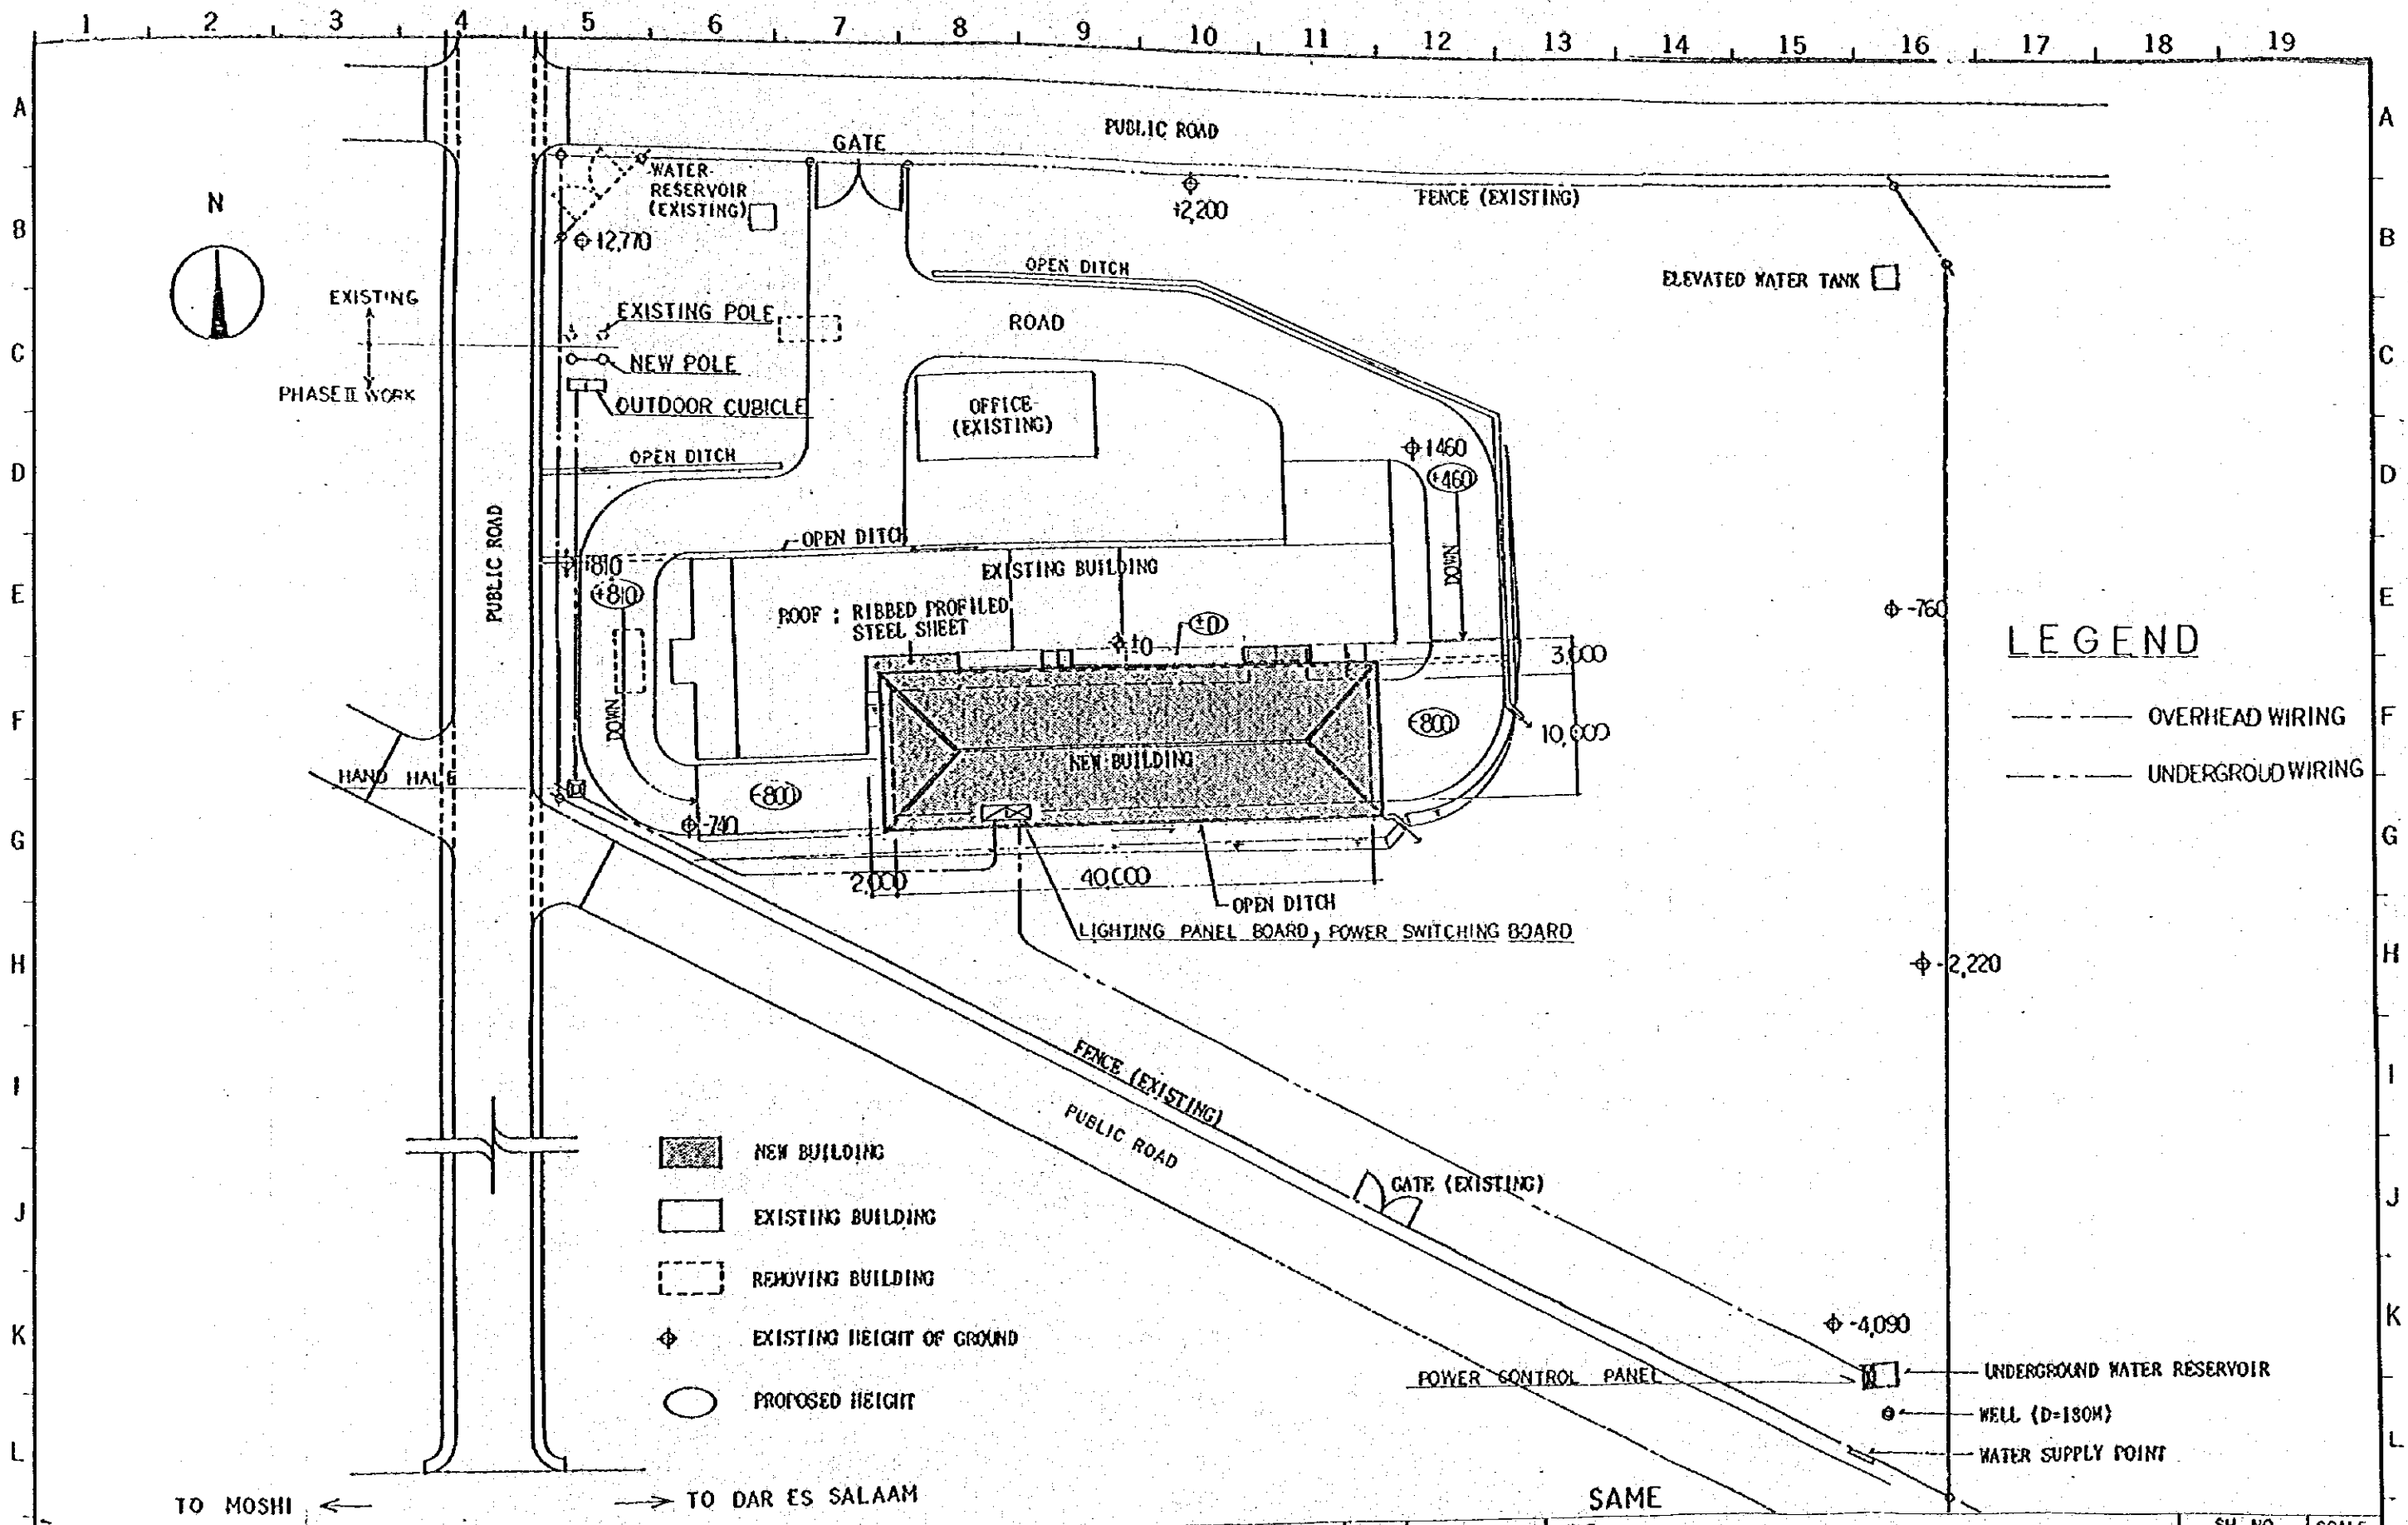 1 2 3 4 5 6 7 8 9 10 11 12 13 14 15 16 17 18 19
A
B
C
D
E
F
G
H
I
J
K
L
A
B
C
D
E
F
G
H
I
J
K
L
N
EXISTING
PHASE II WORK
PUBLIC ROAD
GATE
PUBLIC ROAD
WATER-
RESERVOIR
(EXISTING)
+2,770
+2,200
FENCE (EXISTING)
OPEN DITCH
ELEVATED WATER TANK
EXISTING POLE
NEW POLE
OUTDOOR CUBICLE
ROAD
OFFICE-
(EXISTING)
OPEN DITCH
+460
+460
DOWN
OPEN DITCH
+810
+810
EXISTING BUILDING
ROOF : RIBBED PROFILED
STEEL SHEET
±0
±0
-760
3,000
DOWN
-800
10,000
NEW BUILDING
HAND HALE
-800
-740
2,000
40,000
OPEN DITCH
LIGHTING PANEL BOARD, POWER SWITCHING BOARD
-2,220
LEGEND
OVERHEAD WIRING
UNDERGROUD WIRING
FENCE (EXISTING)
PUBLIC ROAD
GATE (EXISTING)
NEW BUILDING
EXISTING BUILDING
REMOVING BUILDING
EXISTING HEIGHT OF GROUND
PROPOSED HEIGHT
-4,090
POWER CONTROL PANEL
UNDERGROUND WATER RESERVOIR
WELL (D=180M)
WATER SUPPLY POINT
TO MOSHI
TO DAR ES SALAAM
SAME
SH. NO.
SCALE